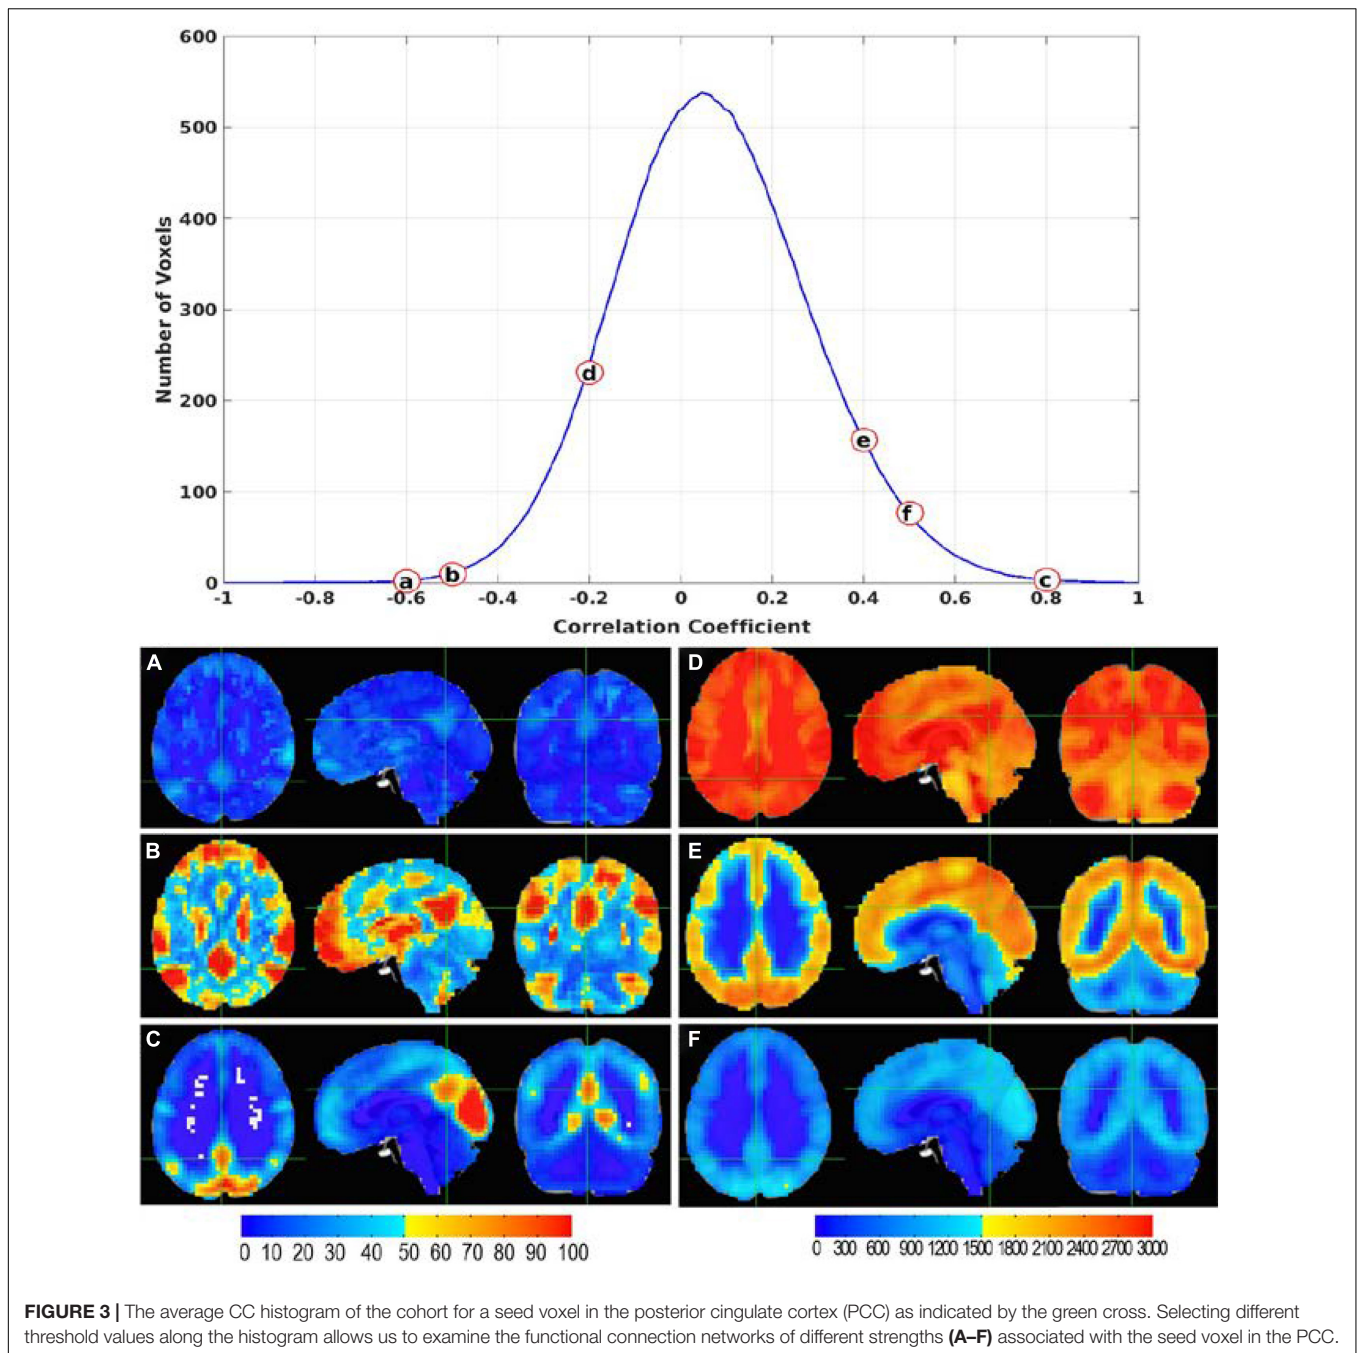 600
500
400
300
200
100
0
Number of Voxels
d
e
f
a
b
c
-1 -0.8 -0.6 -0.4 -0.2 0 0.2 0.4 0.6 0.8 1
Correlation Coefficient
A
D
B
E
C
F
0 10 20 30 40 50 60 70 80 90 100
0 300 600 900 1200 1500 1800 2100 2400 2700 3000
FIGURE 3 | The average CC histogram of the cohort for a seed voxel in the posterior cingulate cortex (PCC) as indicated by the green cross. Selecting different
threshold values along the histogram allows us to examine the functional connection networks of different strengths (A–F) associated with the seed voxel in the PCC.